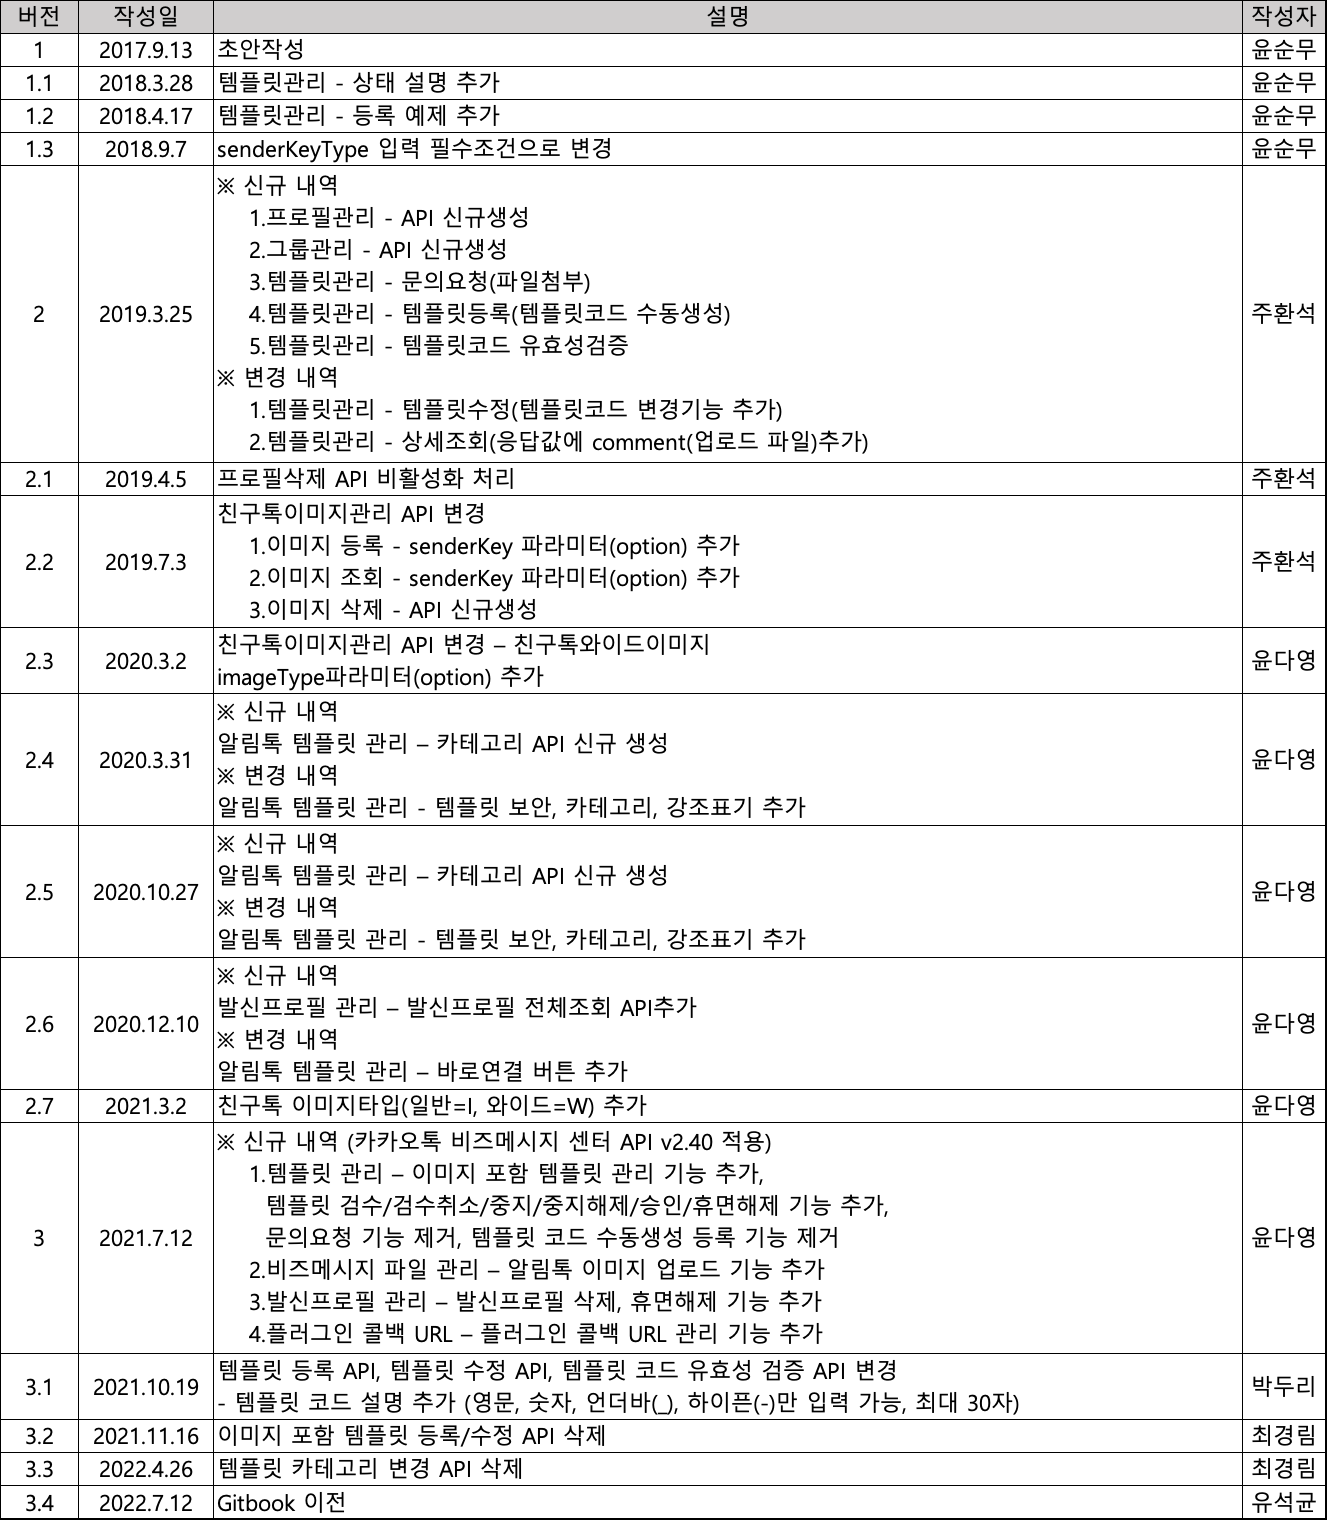 버전 작성일 설명 작성자
1 2017.9.13 초안작성 윤순무
1.1 2018.3.28 템플릿관리 - 상태 설명 추가 윤순무
1.2 2018.4.17 템플릿관리 - 등록 예제 추가 윤순무
1.3 2018.9.7 senderKeyType 입력 필수조건으로 변경 윤순무
2 2019.3.25 ※ 신규 내역 주환석
1.프로필관리 - API 신규생성
2.그룹관리 - API 신규생성
3.템플릿관리 - 문의요청(파일첨부)
4.템플릿관리 - 템플릿등록(템플릿코드 수동생성)
5.템플릿관리 - 템플릿코드 유효성검증
※ 변경 내역
1.템플릿관리 - 템플릿수정(템플릿코드 변경기능 추가)
2.템플릿관리 - 상세조회(응답값에 comment(업로드 파일)추가)
2.1 2019.4.5 프로필삭제 API 비활성화 처리 주환석
2.2 2019.7.3 친구톡이미지관리 API 변경 주환석
1.이미지 등록 - senderKey 파라미터(option) 추가
2.이미지 조회 - senderKey 파라미터(option) 추가
3.이미지 삭제 - API 신규생성
2.3 2020.3.2 친구톡이미지관리 API 변경 – 친구톡와이드이미지 윤다영
imageType파라미터(option) 추가
2.4 2020.3.31 ※ 신규 내역 윤다영
알림톡 템플릿 관리 – 카테고리 API 신규 생성
※ 변경 내역
알림톡 템플릿 관리 - 템플릿 보안, 카테고리, 강조표기 추가
2.5 2020.10.27 ※ 신규 내역 윤다영
알림톡 템플릿 관리 – 카테고리 API 신규 생성
※ 변경 내역
알림톡 템플릿 관리 - 템플릿 보안, 카테고리, 강조표기 추가
2.6 2020.12.10 ※ 신규 내역 윤다영
발신프로필 관리 – 발신프로필 전체조회 API추가
※ 변경 내역
알림톡 템플릿 관리 – 바로연결 버튼 추가
2.7 2021.3.2 친구톡 이미지타입(일반=I, 와이드=W) 추가 윤다영
3 2021.7.12 ※ 신규 내역 (카카오톡 비즈메시지 센터 API v2.40 적용) 윤다영
1.템플릿 관리 – 이미지 포함 템플릿 관리 기능 추가,
템플릿 검수/검수취소/중지/중지해제/승인/휴면해제 기능 추가,
문의요청 기능 제거, 템플릿 코드 수동생성 등록 기능 제거
2.비즈메시지 파일 관리 – 알림톡 이미지 업로드 기능 추가
3.발신프로필 관리 – 발신프로필 삭제, 휴면해제 기능 추가
4.플러그인 콜백 URL – 플러그인 콜백 URL 관리 기능 추가
3.1 2021.10.19 템플릿 등록 API, 템플릿 수정 API, 템플릿 코드 유효성 검증 API 변경 박두리
- 템플릿 코드 설명 추가 (영문, 숫자, 언더바(_), 하이픈(-)만 입력 가능, 최대 30자)
3.2 2021.11.16 이미지 포함 템플릿 등록/수정 API 삭제 최경림
3.3 2022.4.26 템플릿 카테고리 변경 API 삭제 최경림
3.4 2022.7.12 Gitbook 이전 유석균